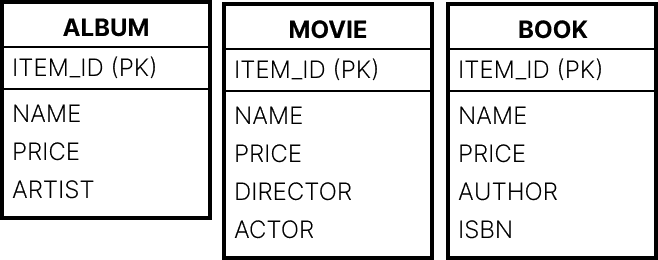 ALBUM
ITEM_ID (PK)
NAME
PRICE
ARTIST
MOVIE
ITEM_ID (PK)
NAME
PRICE
DIRECTOR
ACTOR
BOOK
ITEM_ID (PK)
NAME
PRICE
AUTHOR
ISBN